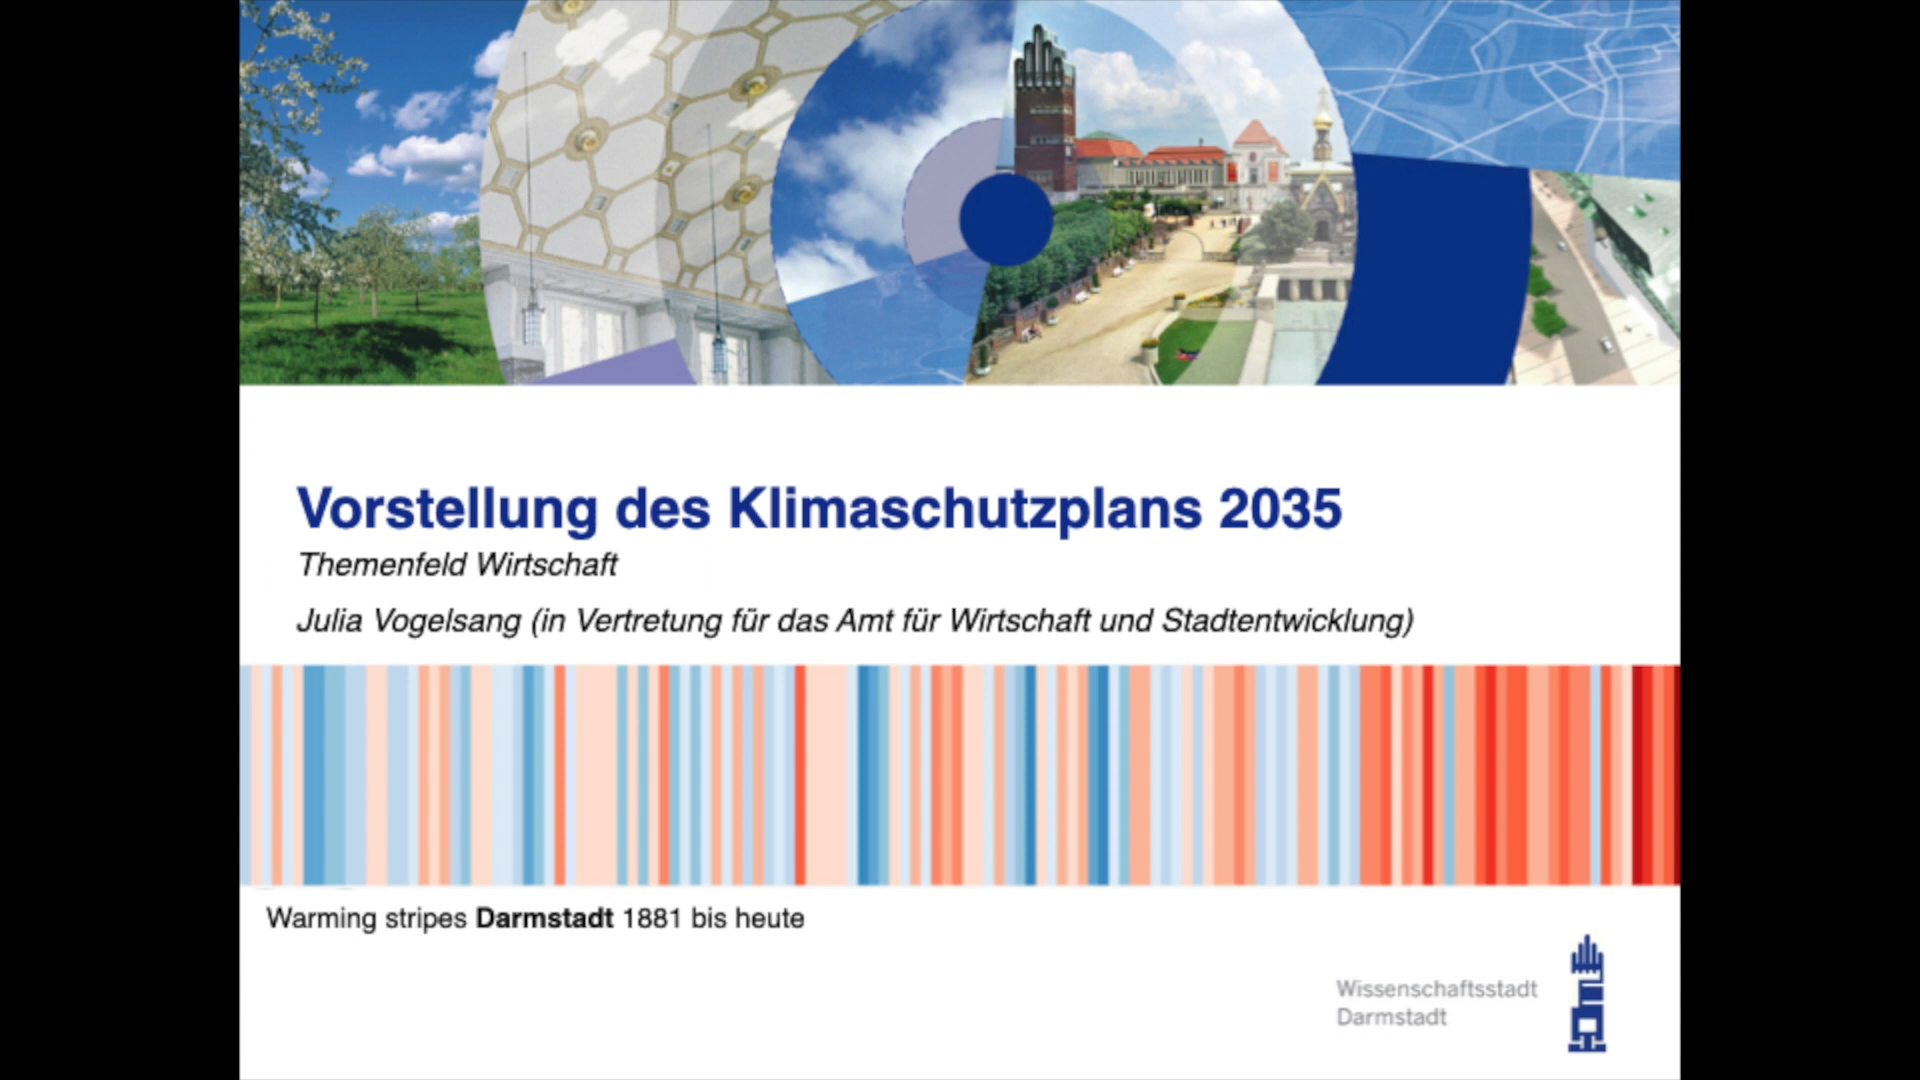 Vorstellung des Klimaschutzplans 2035
Themenfeld Wirtschaft
Julia Vogelsang (in Vertretung für das Amt für Wirtschaft und Stadtentwicklung)
Warming stripes Darmstadt 1881 bis heute
Wissenschaftsstadt
Darmstadt